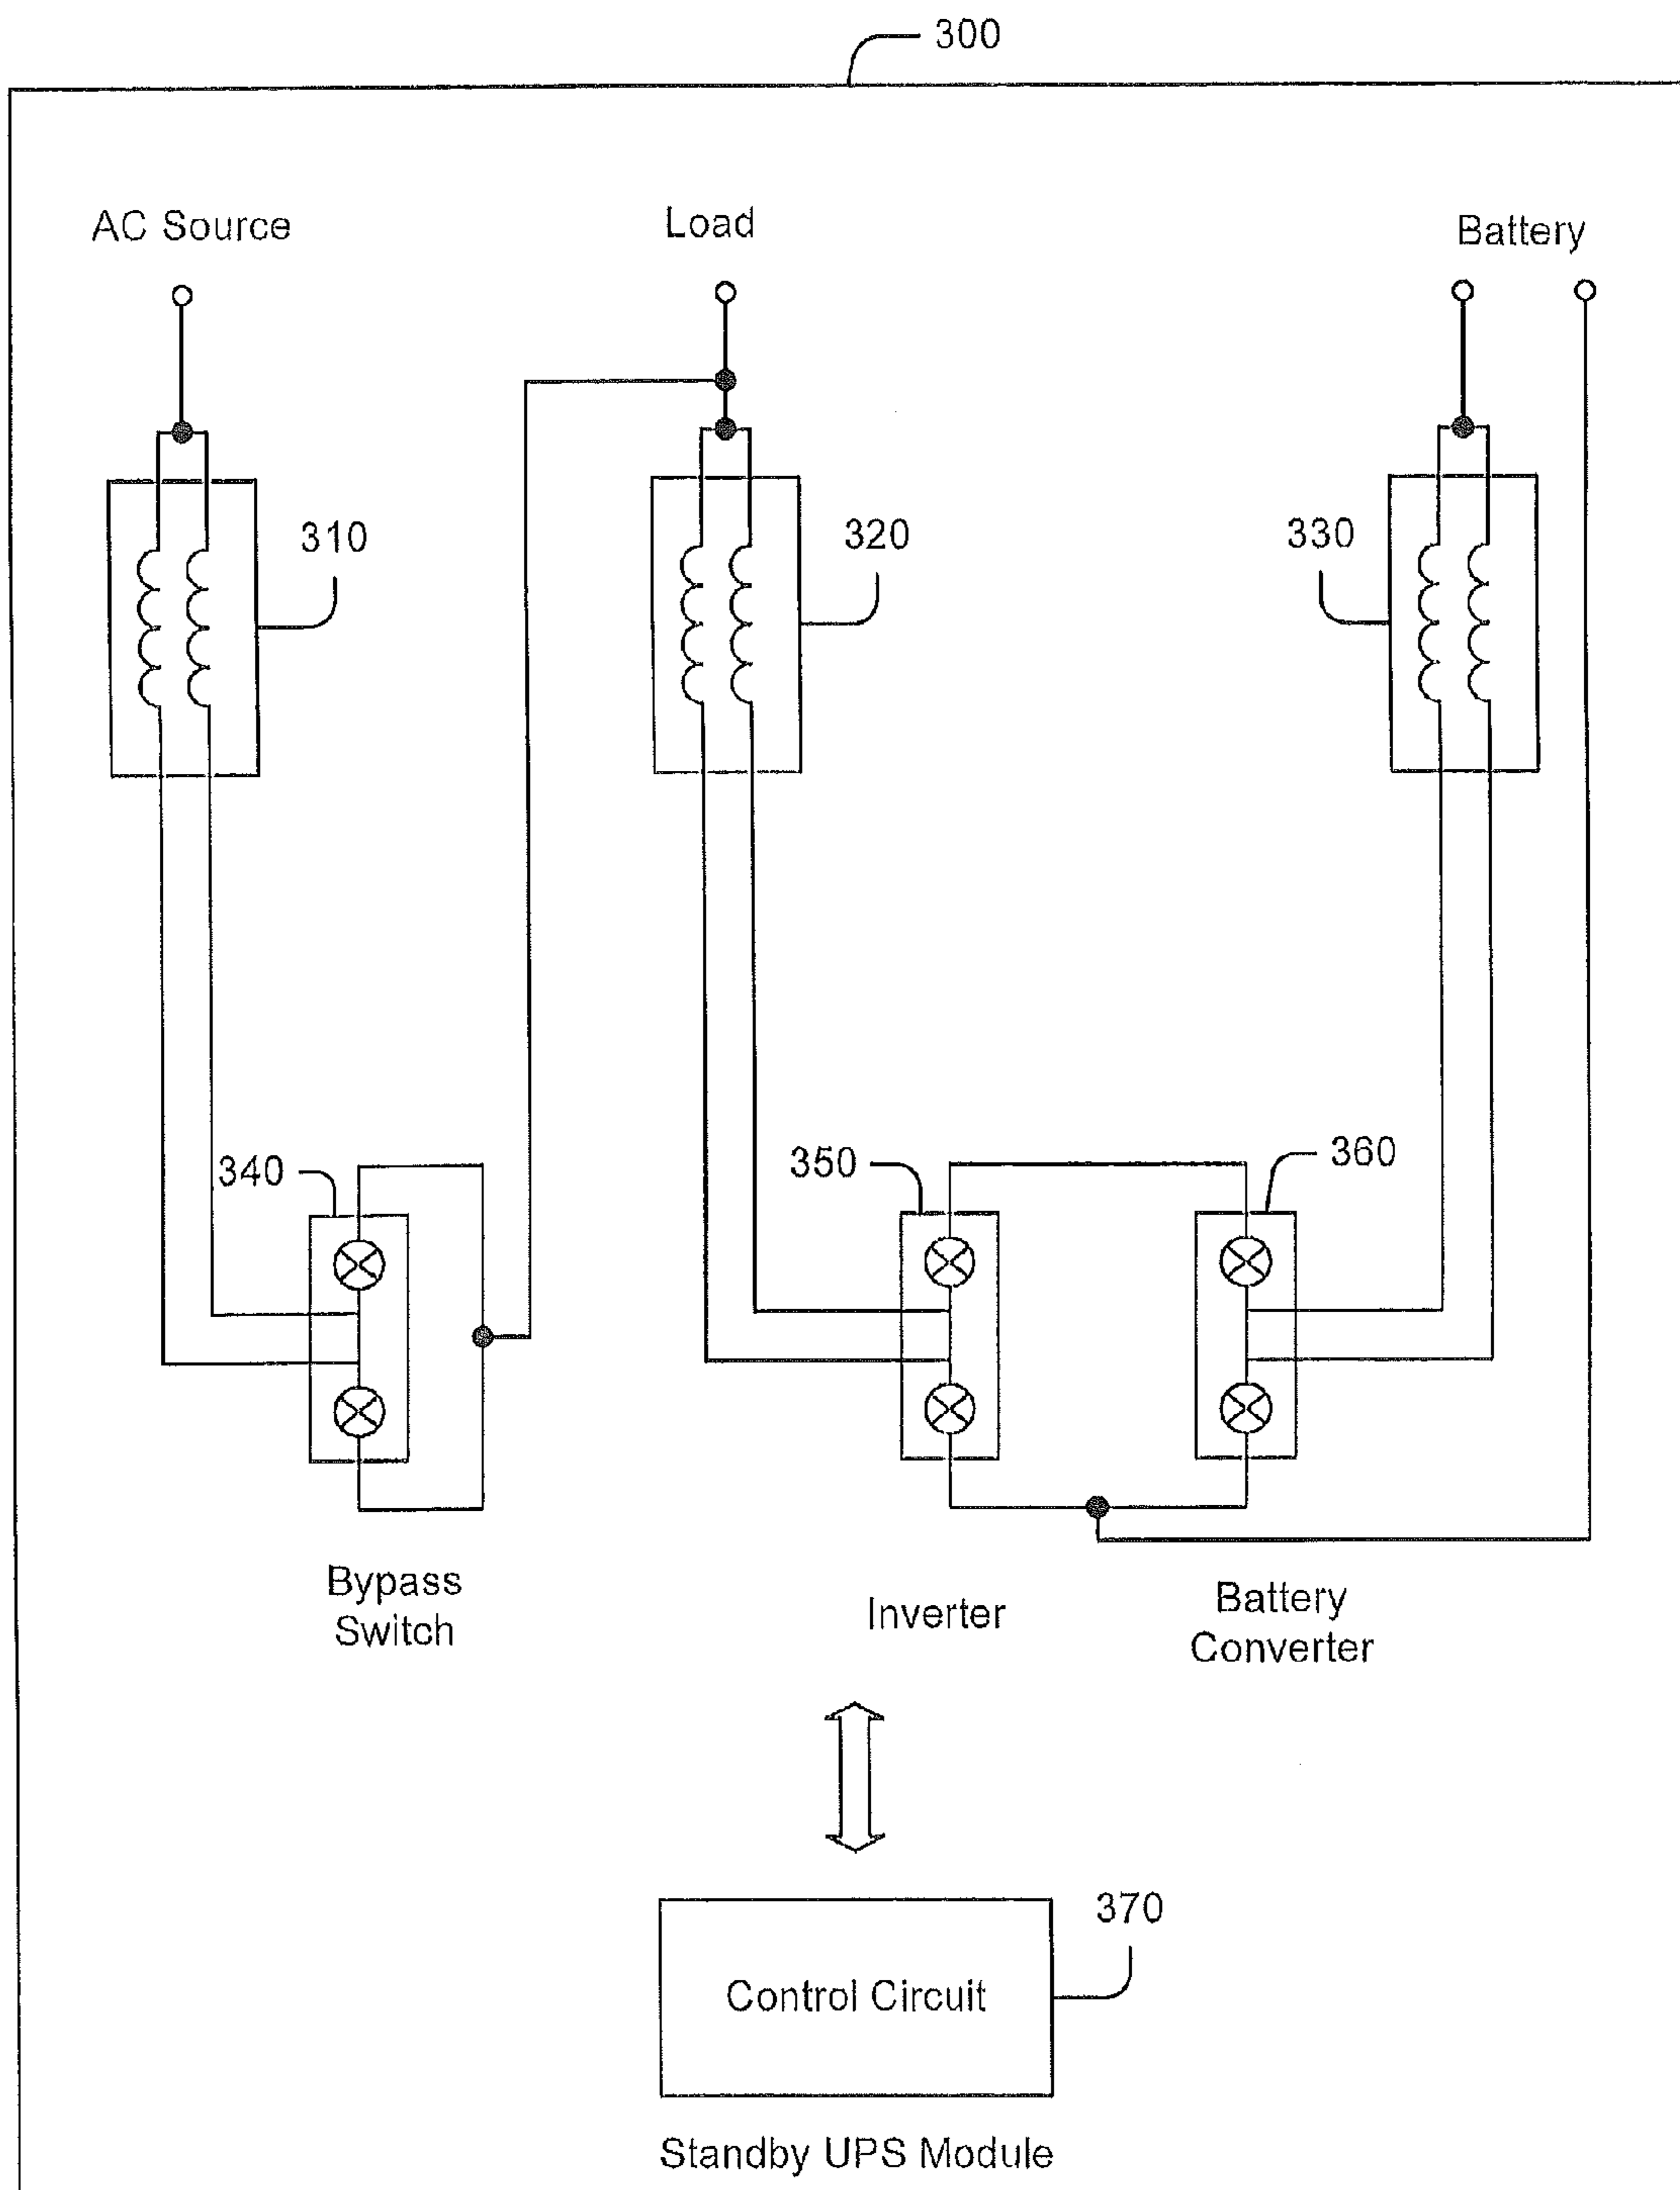 300
AC Source
Load
Battery
310
320
330
340
350
360
Bypass
Switch
Inverter
Battery
Converter
370
Control Circuit
Standby UPS Module